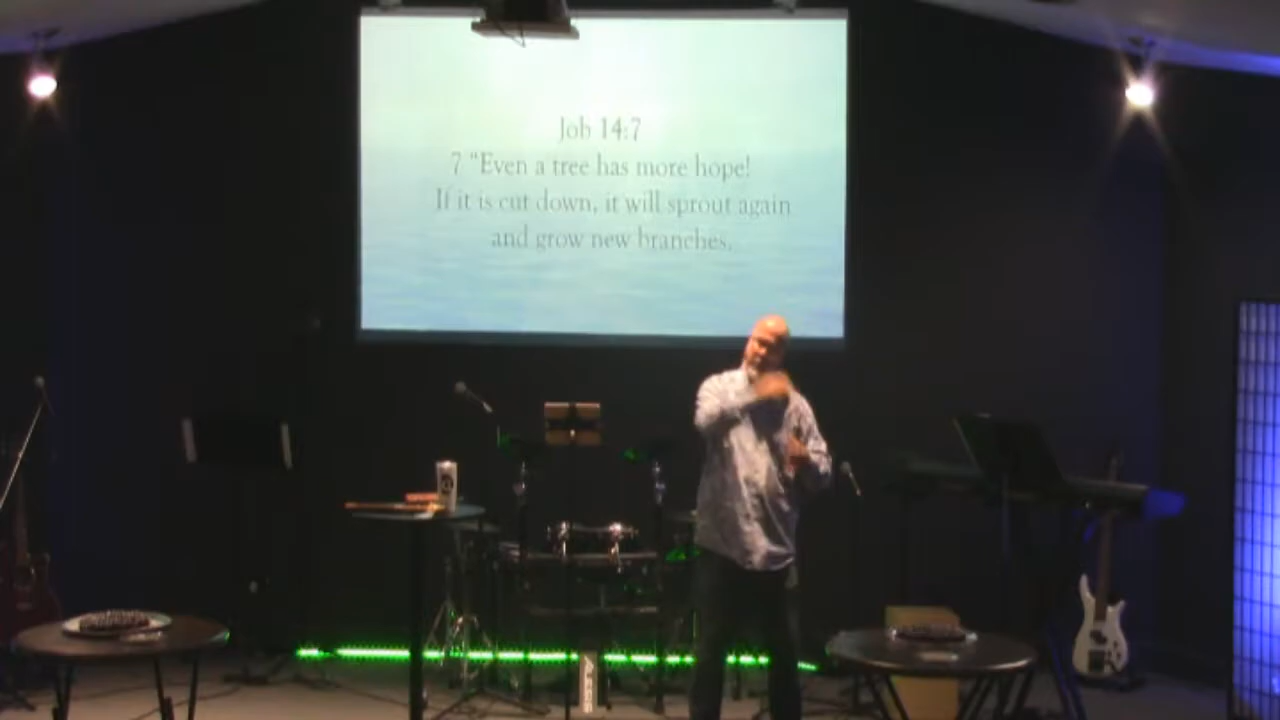 Job 14:7
7 “Even a tree has more hope!
If it is cut down, it will sprout again
and grow new branches.